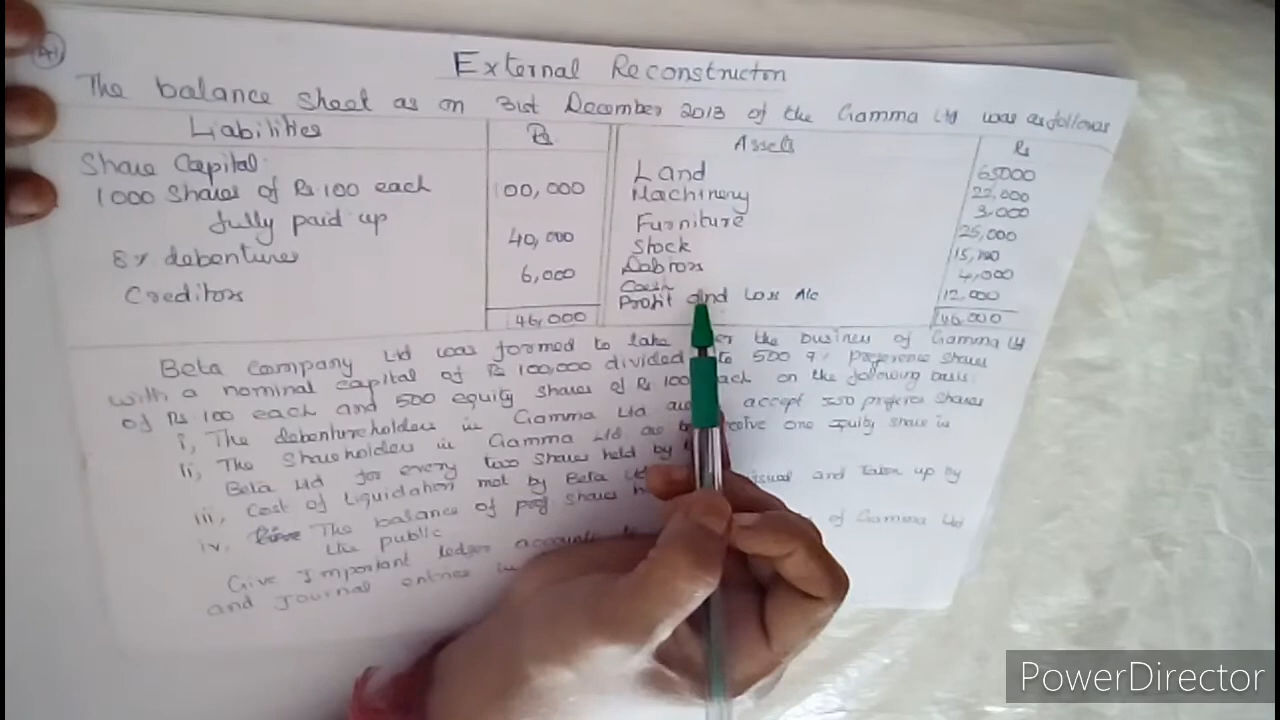 External Reconstructon
The balance sheet as on 31st December 2013 of the Gamma Ltd was as follows
Liabilities Rs Assets Rs
Share Capital Land 65000
1000 Shares of Rs 100 each 100,000 Machinery 22,000
fully paid up Furniture 3,000
8% debentures 40,000 Stock 25,000
Creditors 6,000 Debtors
Cash 4,000
Profit and Loss A/c 12,000
146,000 146,000
Beta Company Ltd was formed to take the business of Gamma Ltd
with a nominal capital of Rs 100,000 divided to 500 preference shares
of Rs 100 each and 500 equity shares of Rs 100 each on the following basis.
i, The debentureholders in Gamma Ltd accept shares
ii, The Shareholders in Gamma Ltd are one equity share in
Beta Ltd for every two shares held by
iii, Cost of liquidation met by Beta Ltd
iv, The balance of pref shares issued and taken up by
the public
Give Important ledger accounts of Gamma Ltd
and Journal entries in
PowerDirector